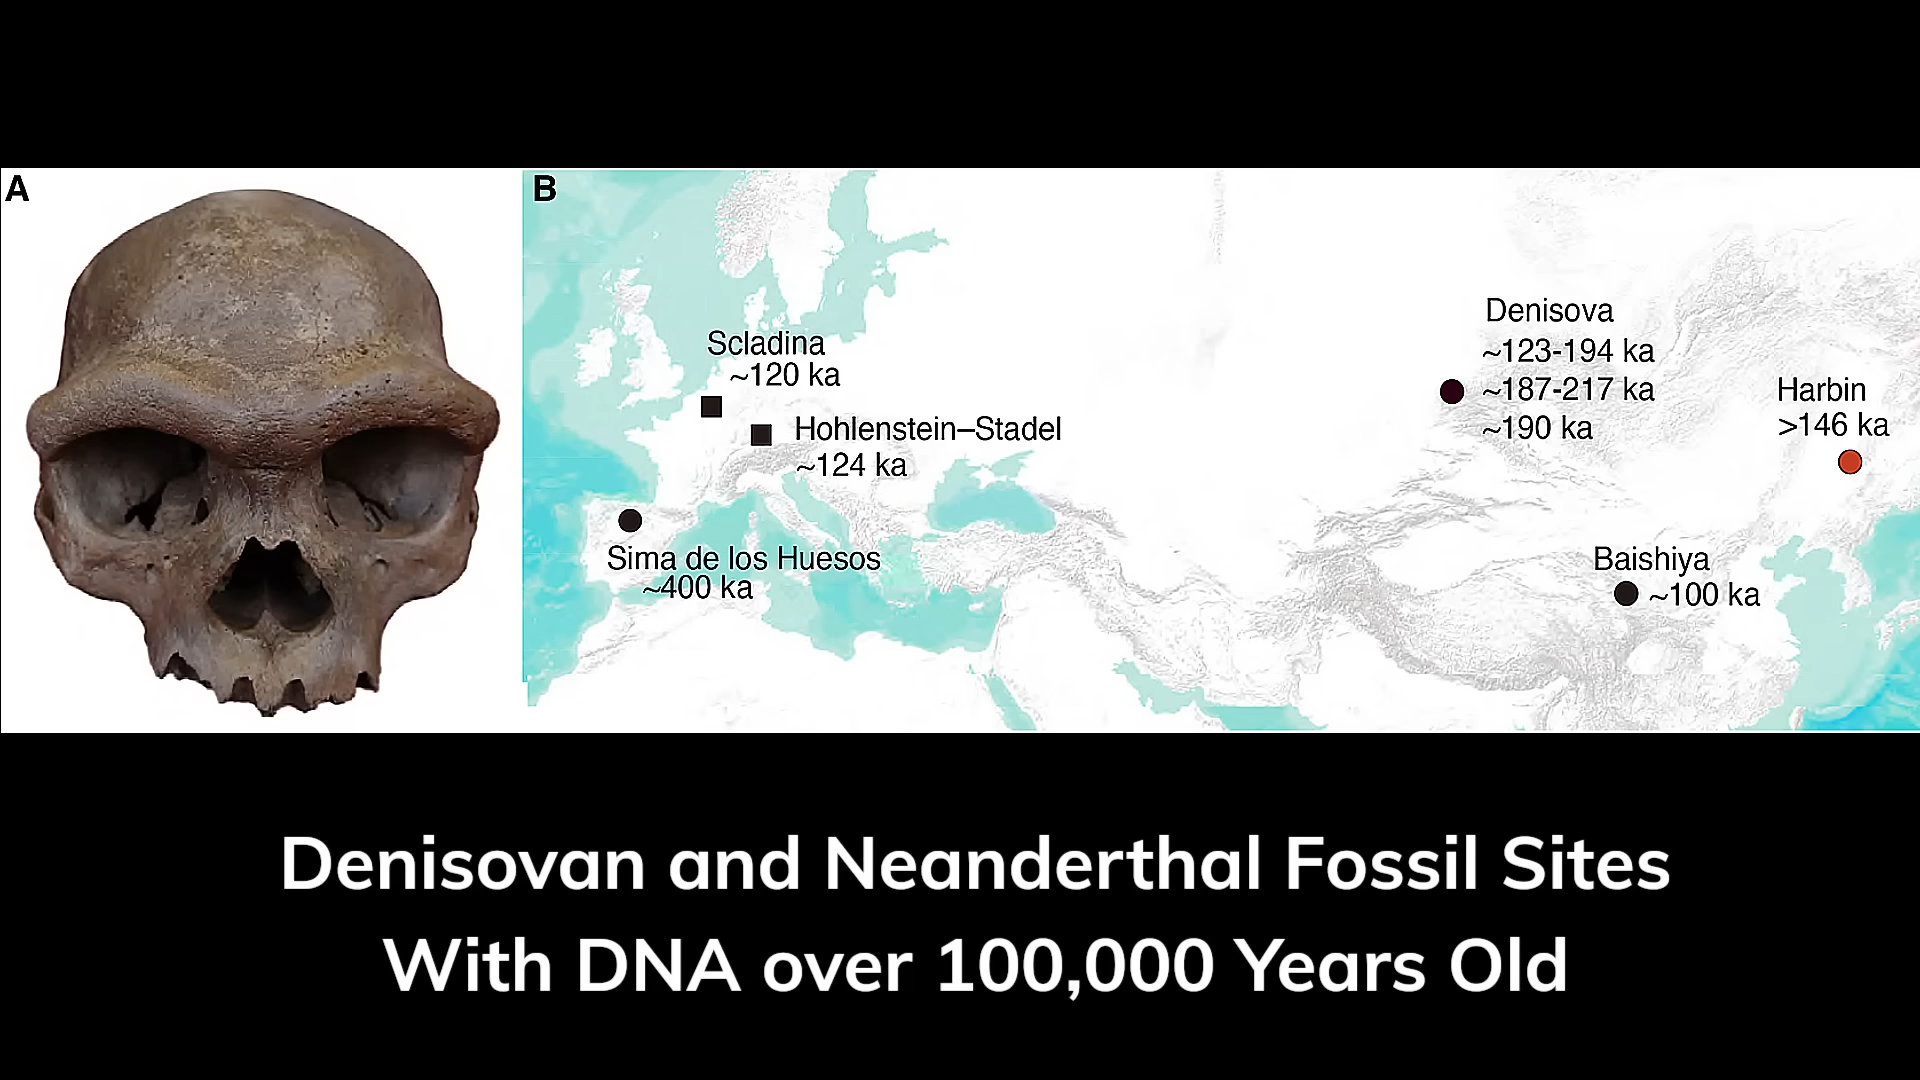 A
B
Scladina
~120 ka
Hohlenstein–Stadel
~124 ka
Sima de los Huesos
~400 ka
Denisova
~123-194 ka
~187-217 ka
~190 ka
Harbin
>146 ka
Baishiya
~100 ka
Denisovan and Neanderthal Fossil Sites
With DNA over 100,000 Years Old